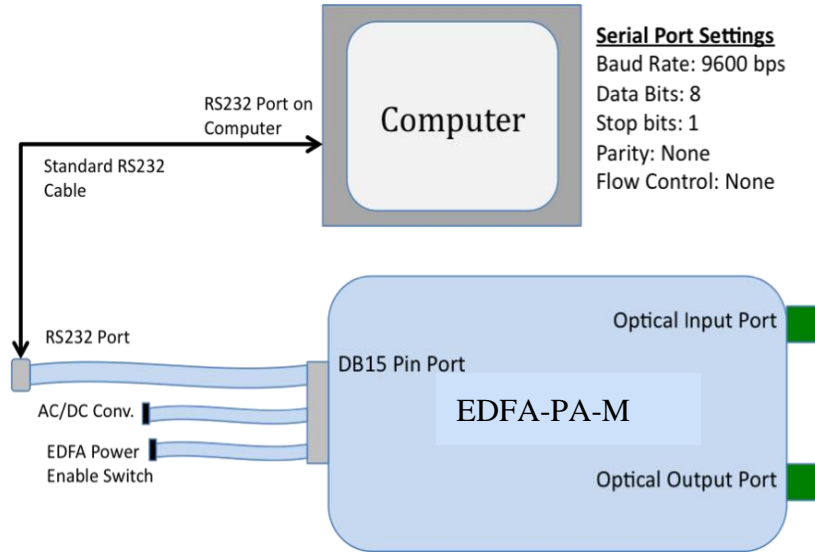 Serial Port Settings
Baud Rate: 9600 bps
Data Bits: 8
Stop bits: 1
Parity: None
Flow Control: None
RS232 Port on
Computer
Computer
Standard RS232
Cable
RS232 Port
DB15 Pin Port
AC/DC Conv.
EDFA Power
Enable Switch
EDFA-PA-M
Optical Input Port
Optical Output Port